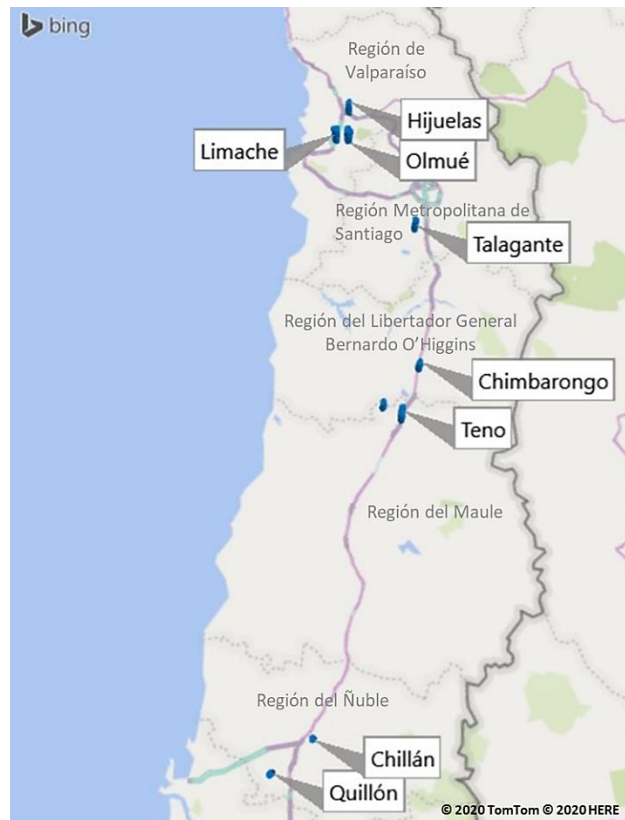 bing
Región de
Valparaíso
Hijuelas
Limache
Olmué
Región Metropolitana de
Santiago
Talagante
Región del Libertador General
Bernardo O’Higgins
Chimbarongo
Teno
Región del Maule
Región del Ñuble
Chillán
Quillón
© 2020 TomTom © 2020 HERE